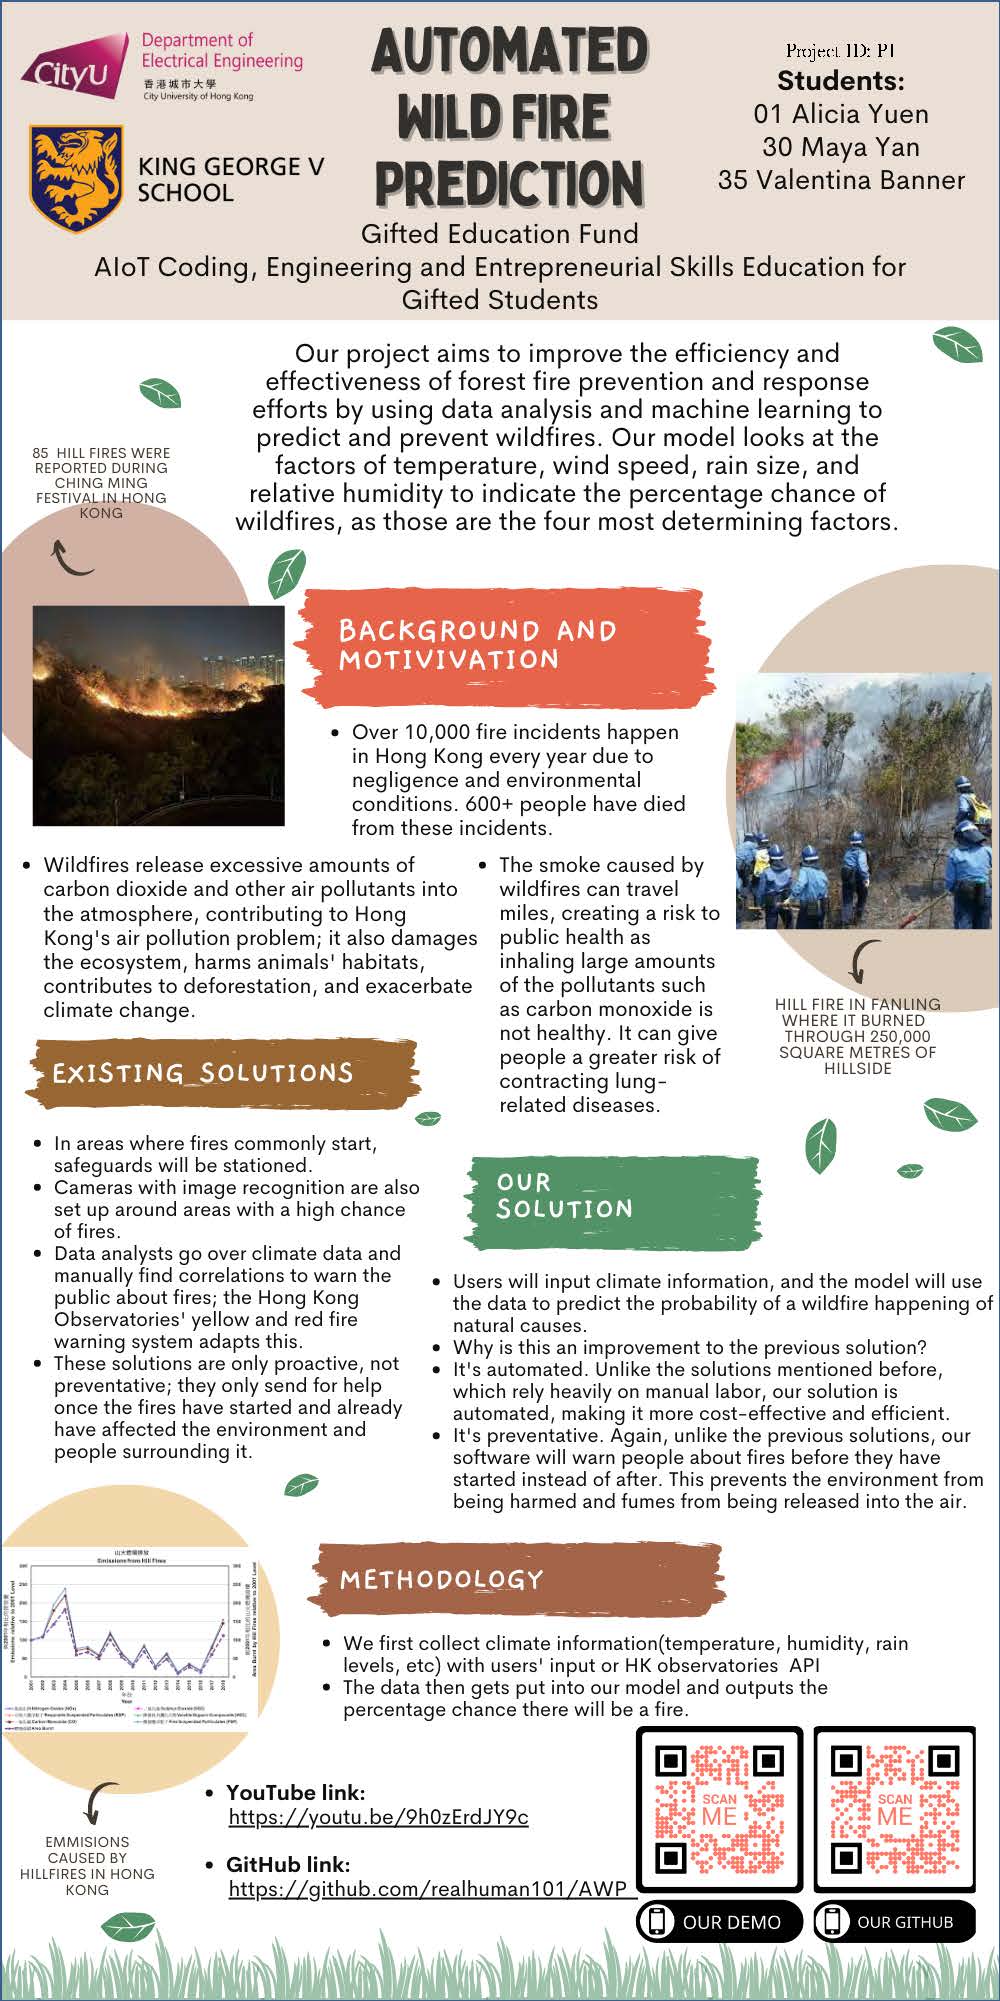 CityU
Department of
Electrical Engineering
香港城市大學
City University of Hong Kong
KING GEORGE V
SCHOOL
AUTOMATED
WILD FIRE
PREDICTION
Project ID: P1
Students:
01 Alicia Yuen
30 Maya Yan
35 Valentina Banner
Gifted Education Fund
AIoT Coding, Engineering and Entrepreneurial Skills Education for
Gifted Students
Our project aims to improve the efficiency and
effectiveness of forest fire prevention and response
efforts by using data analysis and machine learning to
predict and prevent wildfires. Our model looks at the
factors of temperature, wind speed, rain size, and
relative humidity to indicate the percentage chance of
wildfires, as those are the four most determining factors.
85 HILL FIRES WERE
REPORTED DURING
CHING MING
FESTIVAL IN HONG
KONG
BACKGROUND AND
MOTIVIVATION
• Over 10,000 fire incidents happen
in Hong Kong every year due to
negligence and environmental
conditions. 600+ people have died
from these incidents.
• Wildfires release excessive amounts of
carbon dioxide and other air pollutants into
the atmosphere, contributing to Hong
Kong's air pollution problem; it also damages
the ecosystem, harms animals' habitats,
contributes to deforestation, and exacerbate
climate change.
• The smoke caused by
wildfires can travel
miles, creating a risk to
public health as
inhaling large amounts
of the pollutants such
as carbon monoxide is
not healthy. It can give
people a greater risk of
contracting lung-
related diseases.
HILL FIRE IN FANLING
WHERE IT BURNED
THROUGH 250,000
SQUARE METRES OF
HILLSIDE
EXISTING SOLUTIONS
• In areas where fires commonly start,
safeguards will be stationed.
• Cameras with image recognition are also
set up around areas with a high chance
of fires.
• Data analysts go over climate data and
manually find correlations to warn the
public about fires; the Hong Kong
Observatories' yellow and red fire
warning system adapts this.
• These solutions are only proactive, not
preventative; they only send for help
once the fires have started and already
have affected the environment and
people surrounding it.
OUR
SOLUTION
• Users will input climate information, and the model will use
the data to predict the probability of a wildfire happening of
natural causes.
• Why is this an improvement to the previous solution?
• It's automated. Unlike the solutions mentioned before,
which rely heavily on manual labor, our solution is
automated, making it more cost-effective and efficient.
• It's preventative. Again, unlike the previous solutions, our
software will warn people about fires before they have
started instead of after. This prevents the environment from
being harmed and fumes from being released into the air.
Emissions from Hill Fires
Emissions relative to 2001 Level
Area Burnt by Hill Fires relative to 2001 Level
Year
EMMISIONS
CAUSED BY
HILLFIRES IN HONG
KONG
METHODOLOGY
• We first collect climate information(temperature, humidity, rain
levels, etc) with users' input or HK observatories API
• The data then gets put into our model and outputs the
percentage chance there will be a fire.
• YouTube link:
https://youtu.be/9h0zErdJY9c
• GitHub link:
https://github.com/realhuman101/AWP
SCAN
ME
SCAN
ME
OUR DEMO
OUR GITHUB